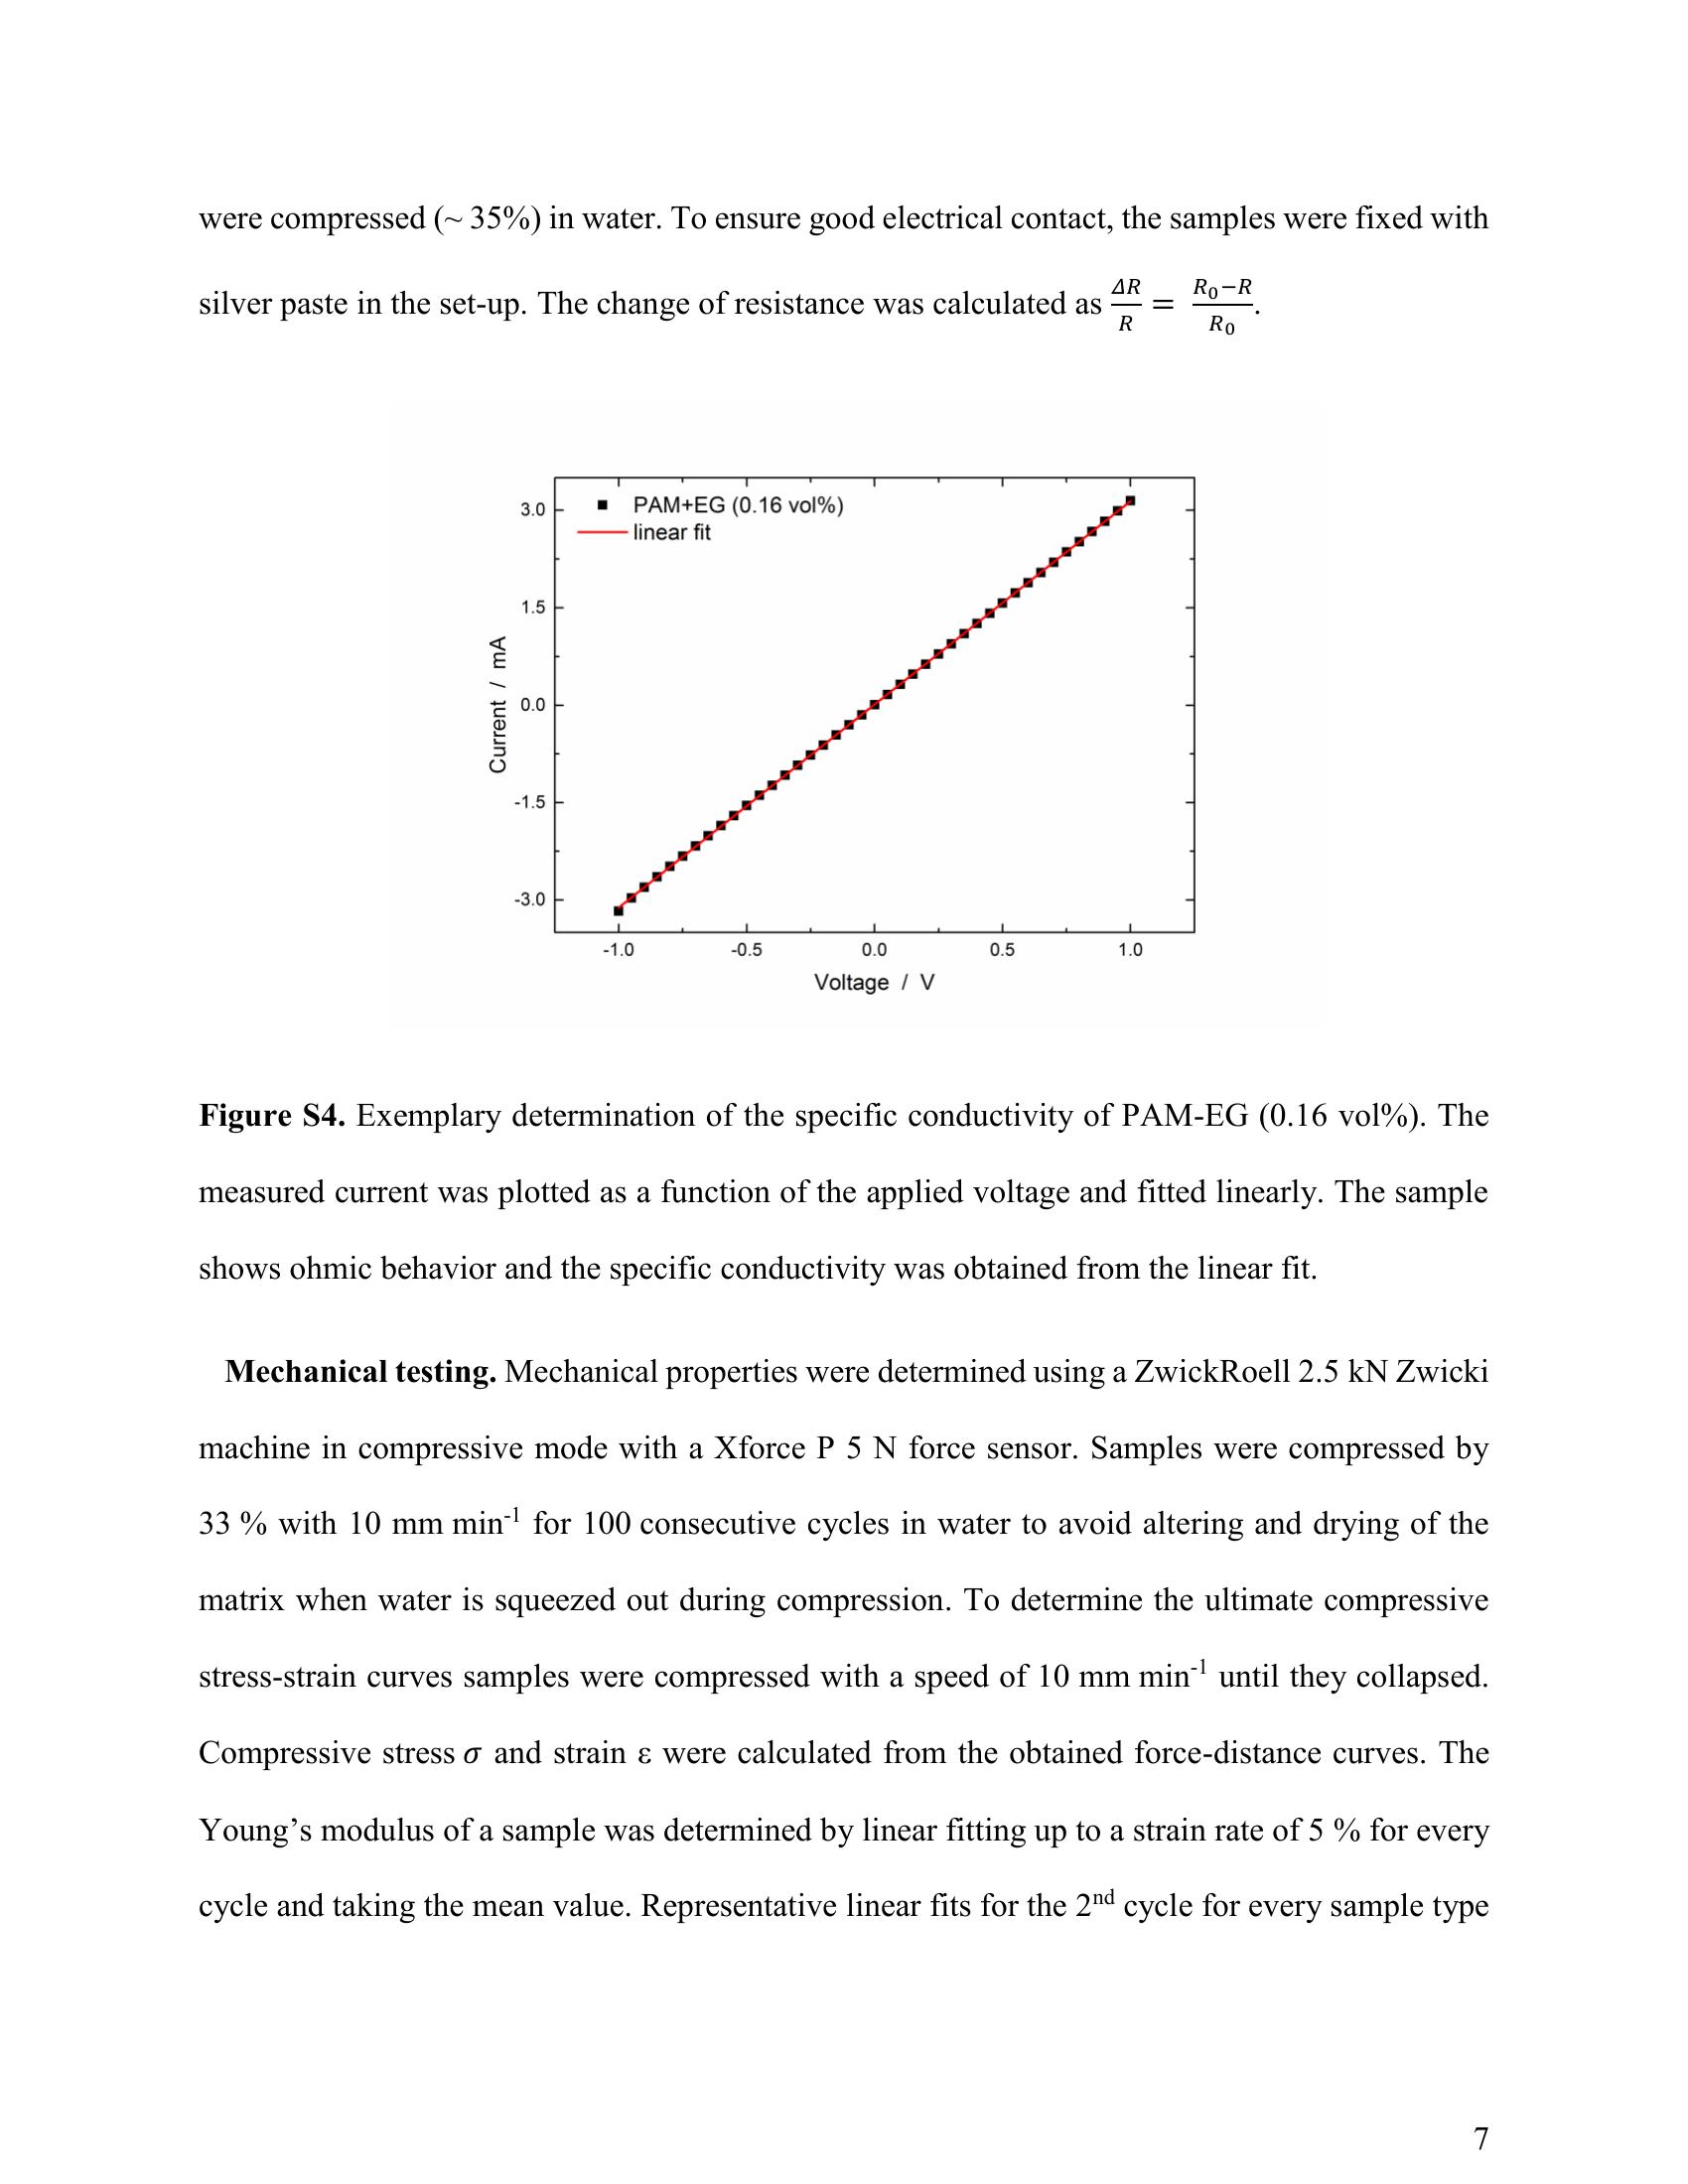 were compressed (~ 35%) in water. To ensure good electrical contact, the samples were fixed with
silver paste in the set-up. The change of resistance was calculated as ΔR/R = (R₀−R)/R₀.
PAM+EG (0.16 vol%)
linear fit
3.0
1.5
0.0
-1.5
-3.0
Current / mA
-1.0 -0.5 0.0 0.5 1.0
Voltage / V
Figure S4. Exemplary determination of the specific conductivity of PAM-EG (0.16 vol%). The
measured current was plotted as a function of the applied voltage and fitted linearly. The sample
shows ohmic behavior and the specific conductivity was obtained from the linear fit.
Mechanical testing. Mechanical properties were determined using a ZwickRoell 2.5 kN Zwicki
machine in compressive mode with a Xforce P 5 N force sensor. Samples were compressed by
33 % with 10 mm min⁻¹ for 100 consecutive cycles in water to avoid altering and drying of the
matrix when water is squeezed out during compression. To determine the ultimate compressive
stress-strain curves samples were compressed with a speed of 10 mm min⁻¹ until they collapsed.
Compressive stress σ and strain ε were calculated from the obtained force-distance curves. The
Young’s modulus of a sample was determined by linear fitting up to a strain rate of 5 % for every
cycle and taking the mean value. Representative linear fits for the 2ⁿᵈ cycle for every sample type
7